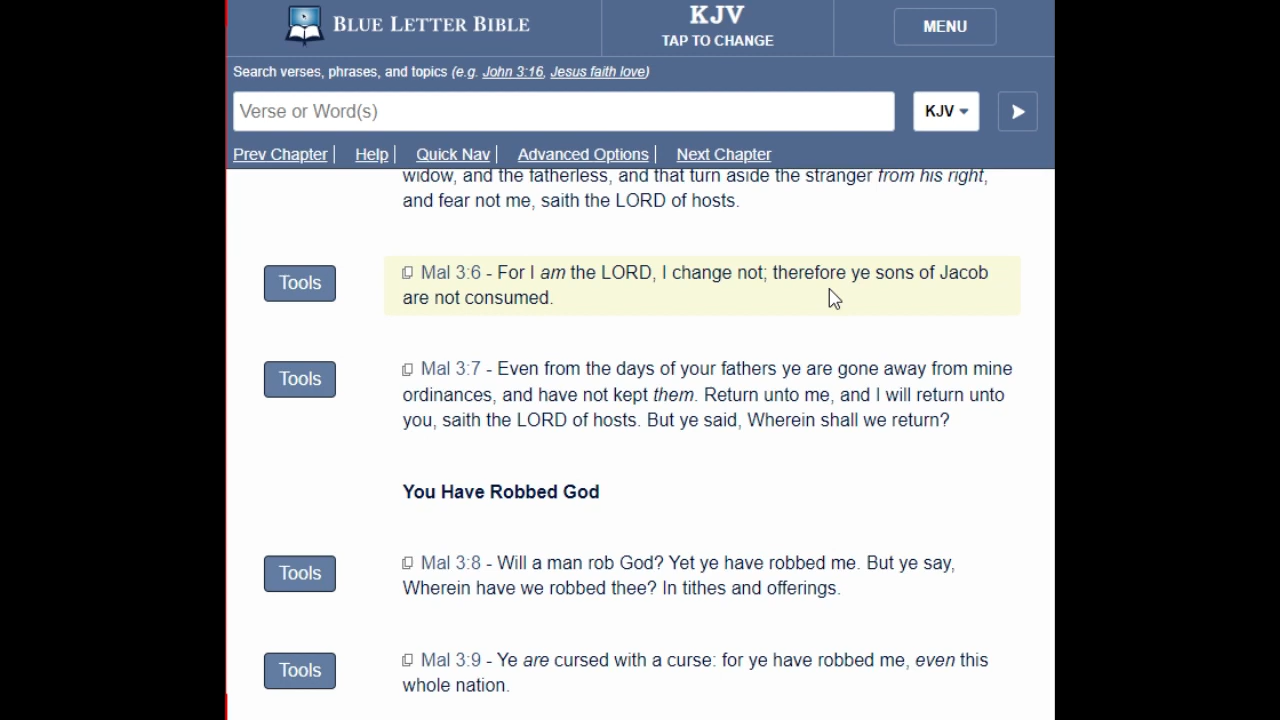 BLUE LETTER BIBLE
KJV
TAP TO CHANGE
MENU
Search verses, phrases, and topics (e.g. John 3:16, Jesus faith love)
Verse or Word(s)
KJV
Prev Chapter | Help | Quick Nav | Advanced Options | Next Chapter
widow, and the fatherless, and that turn aside the stranger from his right,
and fear not me, saith the LORD of hosts.
Tools
Mal 3:6 - For I am the LORD, I change not; therefore ye sons of Jacob
are not consumed.
Tools
Mal 3:7 - Even from the days of your fathers ye are gone away from mine
ordinances, and have not kept them. Return unto me, and I will return unto
you, saith the LORD of hosts. But ye said, Wherein shall we return?
You Have Robbed God
Tools
Mal 3:8 - Will a man rob God? Yet ye have robbed me. But ye say,
Wherein have we robbed thee? In tithes and offerings.
Tools
Mal 3:9 - Ye are cursed with a curse: for ye have robbed me, even this
whole nation.